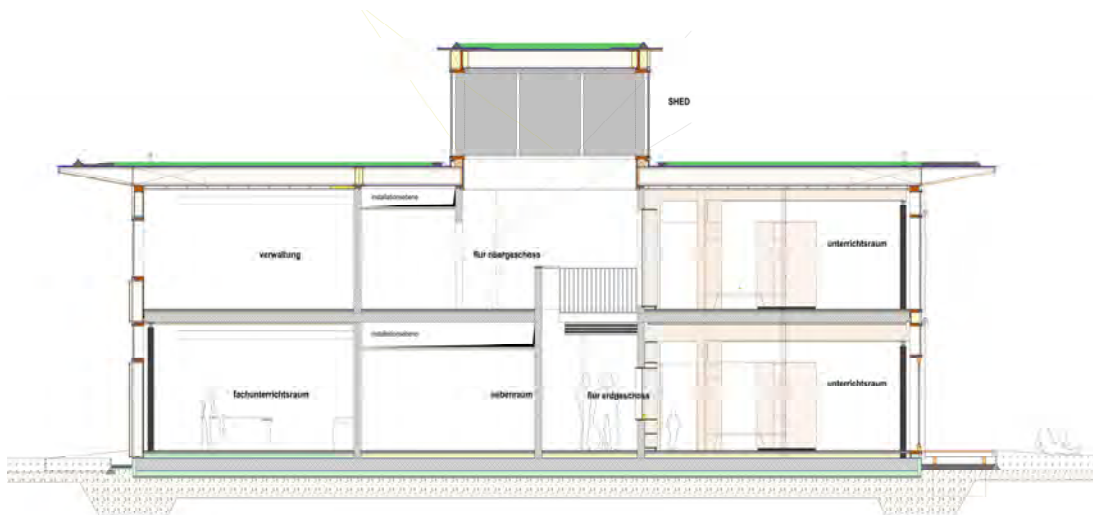 SHED
installationsebene
verwaltung
flur obergeschoss
unterrichtsraum
installationsebene
fachunterrichtsraum
nebenraum
flur erdgeschoss
unterrichtsraum